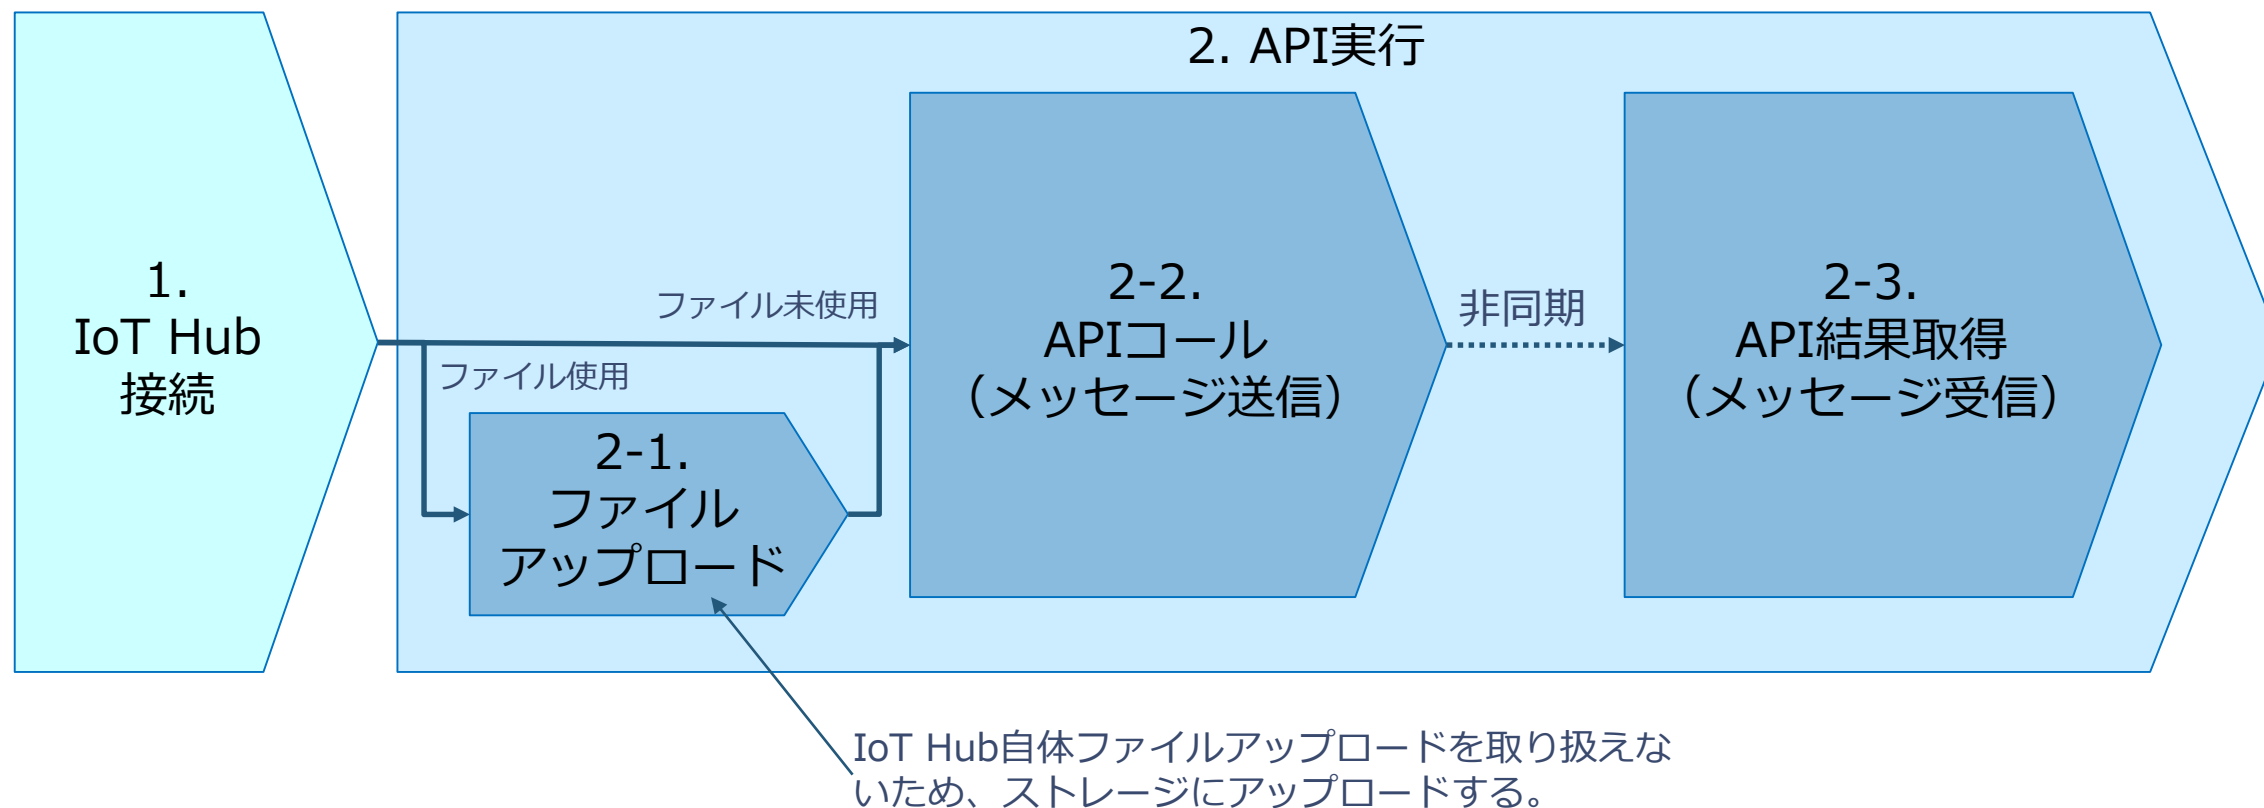 2. API実行
1.
IoT Hub
接続
ファイル未使用
ファイル使用
2-1.
ファイル
アップロード
2-2.
APIコール
（メッセージ送信）
非同期
2-3.
API結果取得
（メッセージ受信）
IoT Hub自体ファイルアップロードを取り扱えな
いため、ストレージにアップロードする。